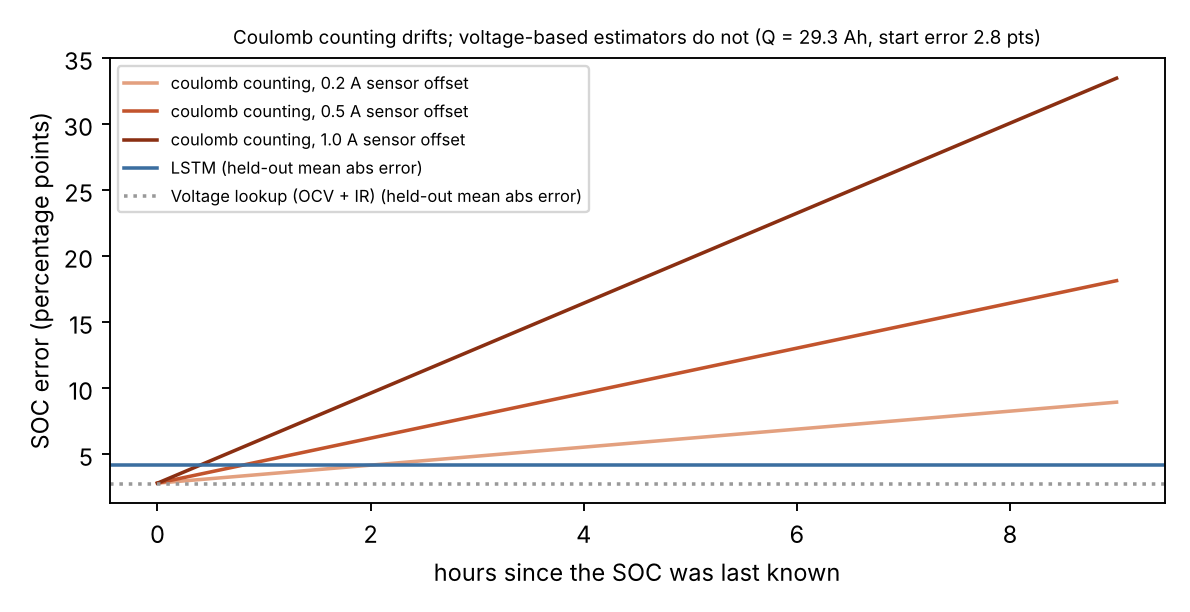 Coulomb counting drifts; voltage-based estimators do not (Q = 29.3 Ah, start error 2.8 pts)
coulomb counting, 0.2 A sensor offset
coulomb counting, 0.5 A sensor offset
coulomb counting, 1.0 A sensor offset
LSTM (held-out mean abs error)
Voltage lookup (OCV + IR) (held-out mean abs error)
SOC error (percentage points)
35
30
25
20
15
10
5
0 2 4 6 8
hours since the SOC was last known